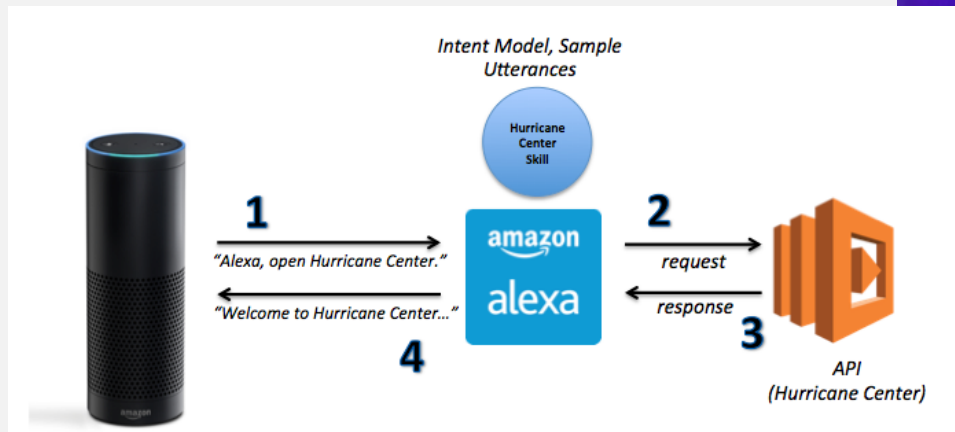 Intent Model, Sample
Utterances
Hurricane
Center
Skill
1
2
amazon
"Alexa, open Hurricane Center."
request
alexa
"Welcome to Hurricane Center..."
response
3
4
API
(Hurricane Center)
amazon